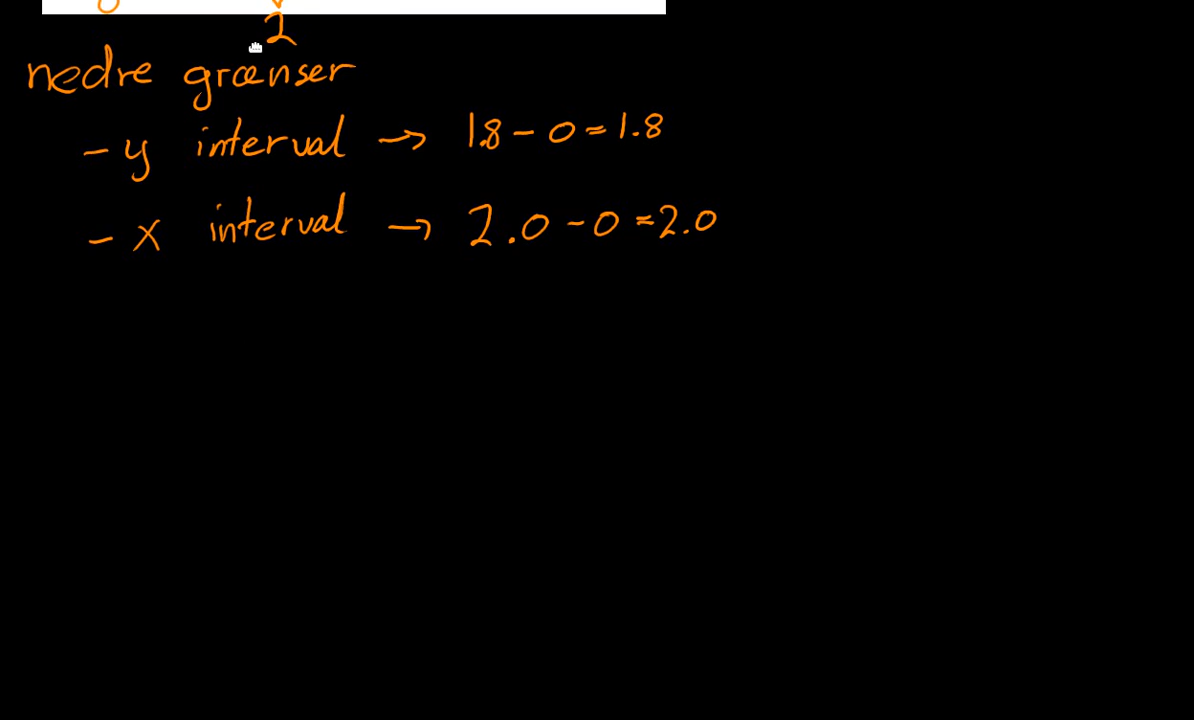 2
nedre grænser
- y interval → 1.8 - 0 = 1.8
- x interval → 2.0 - 0 = 2.0